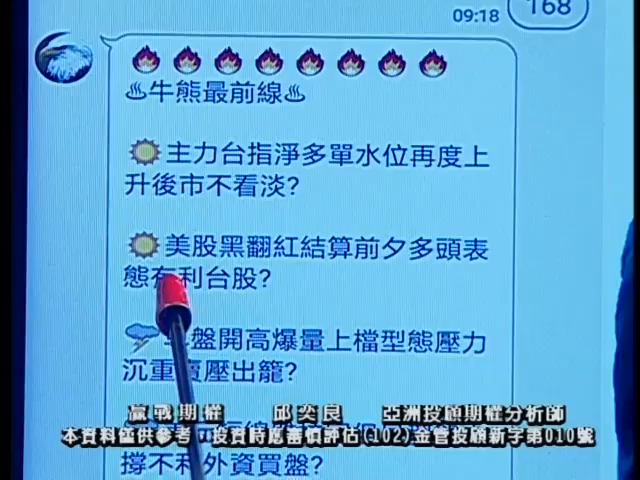 168
09:18
♨牛熊最前線♨
主力台指淨多單水位再度上
升後市不看淡?
美股黑翻紅結算前夕多頭表
態有利台股?
盤開高爆量上檔型態壓力
沉重賣壓出籠?
撐不利外資買盤?
贏戰期權 邱奕良 亞洲投顧期權分析師
本資料僅供參考，投資時應審慎評估(102)金管投顧新字第010號